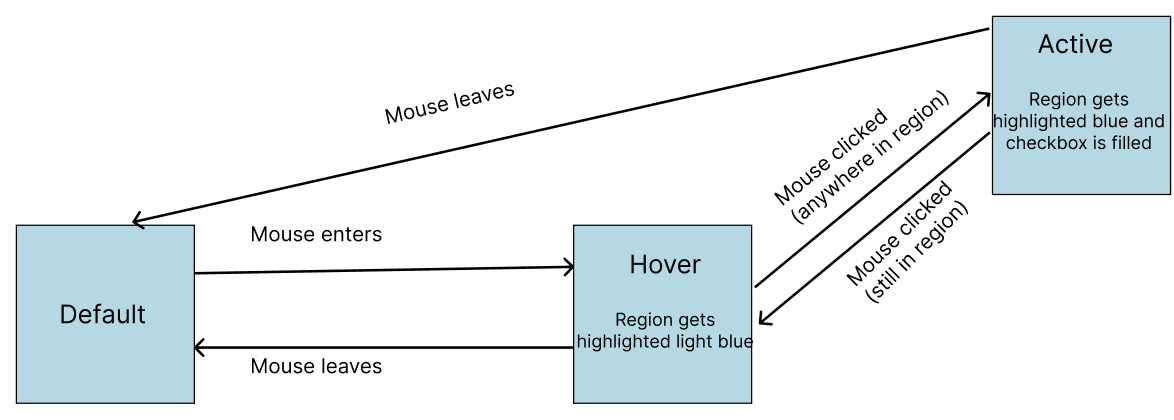 Active
Region gets
highlighted blue and
checkbox is filled
Mouse leaves
Mouse clicked
(anywhere in region)
Mouse clicked
(still in region)
Mouse enters
Hover
Region gets
highlighted light blue
Default
Mouse leaves